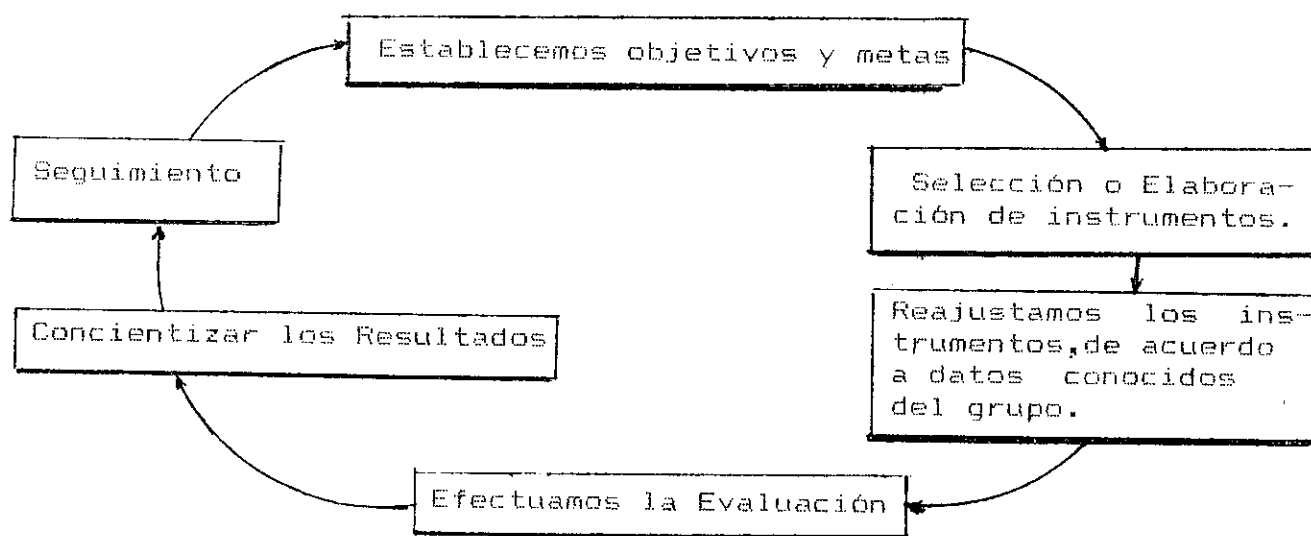 Establecemos objetivos y metas
Selección o Elabora-
ción de instrumentos.
Reajustamos los ins-
trumentos,de acuerdo
a datos conocidos
del grupo.
Efectuamos la Evaluación
Concientizar los Resultados
Seguimiento